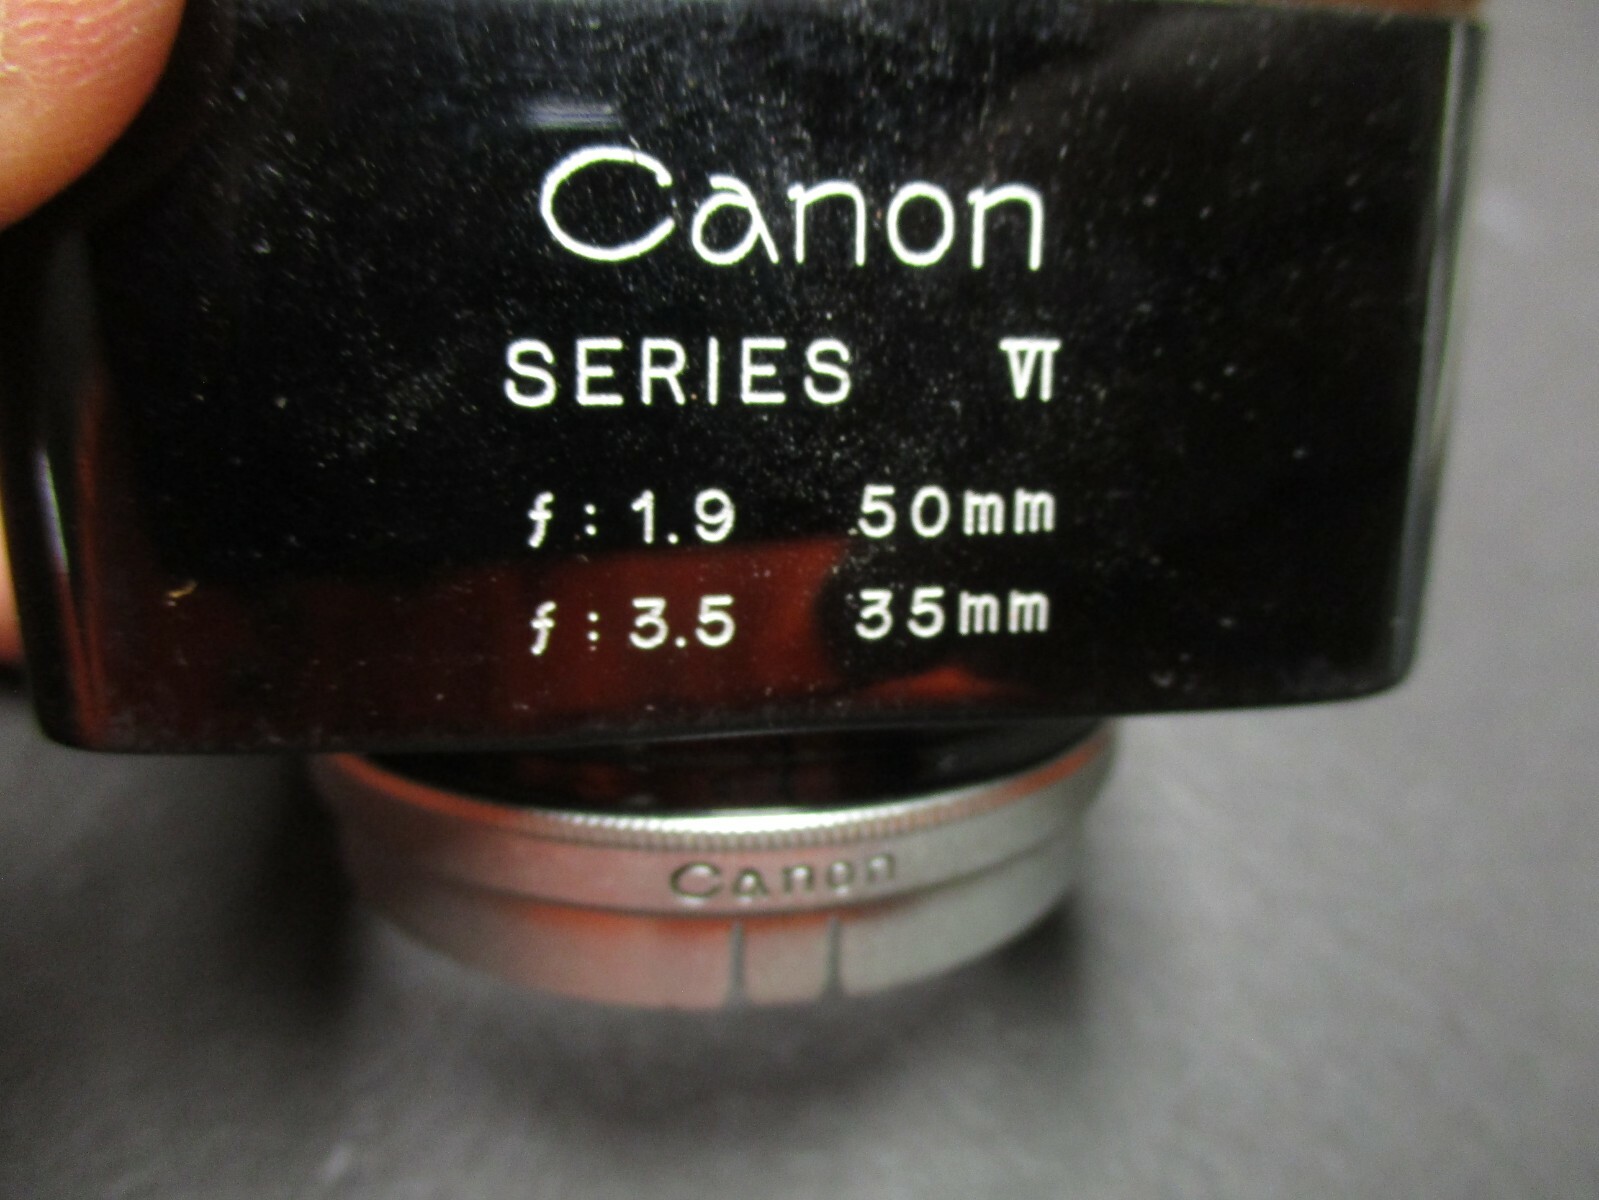 Canon
SERIES VI
f:1.9 50mm
f:3.5 35mm
Canon